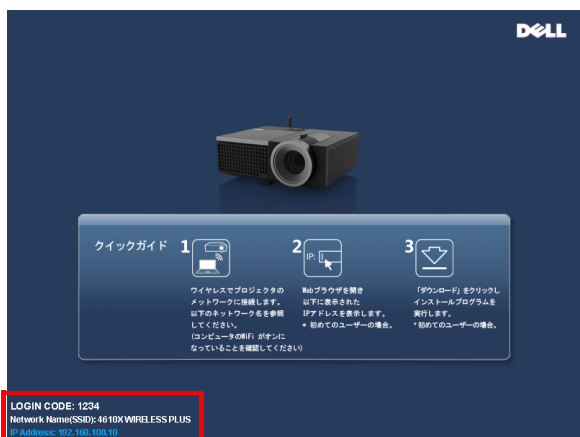 DELL
クイックガイド
1
2
3
IP:
ワイヤレスでプロジェクタの
メットワークに接続します。
以下のネットワーク名を参照
してください。
(コンピュータのWiFi がオンに
なっていることを確認してください)
Webブラウザを開き
以下に表示された
IPアドレスを表示します。
* 初めてのユーザーの場合。
「ダウンロード」をクリックし
インストールプログラムを
実行します。
*初めてのユーザーの場合。
LOGIN CODE: 1234
Network Name(SSID): 4610X WIRELESS PLUS
IP Address: 192.168.100.10